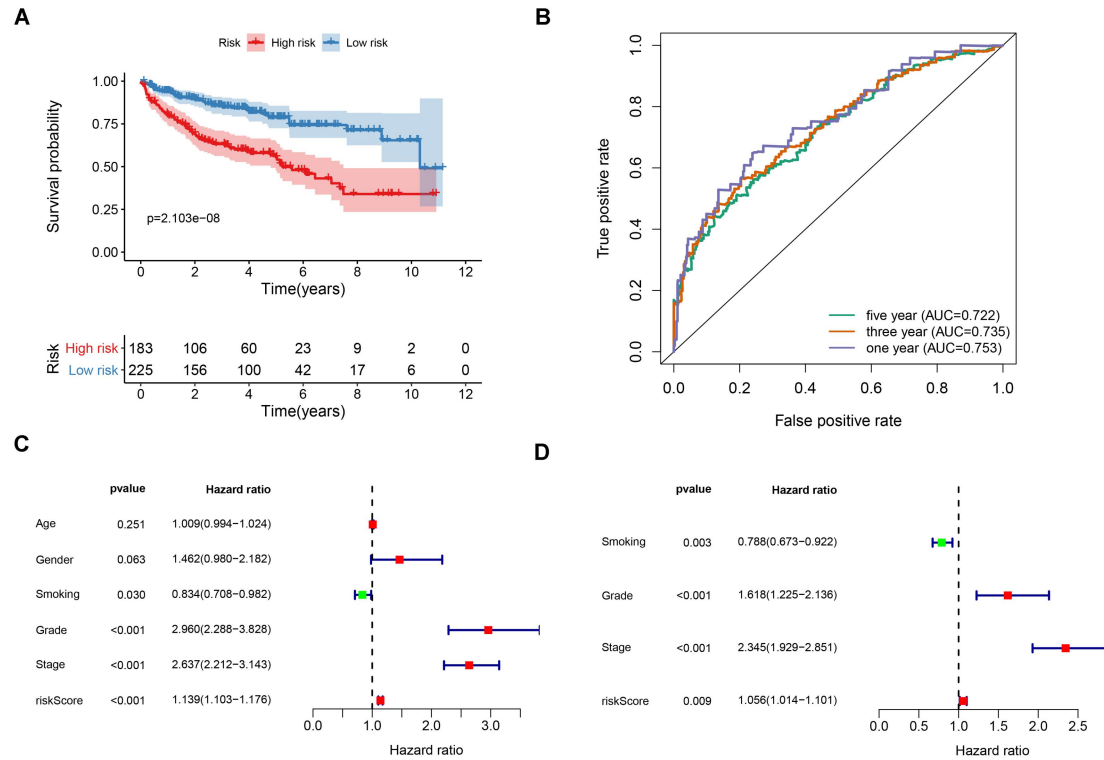 A
Risk High risk Low risk
1.00
0.75
0.50
0.25
0.00
Survival probability
p=2.103e−08
0 2 4 6 8 10 12
Time(years)
Risk
High risk 183 106 60 23 9 2 0
Low risk 225 156 100 42 17 6 0
0 2 4 6 8 10 12
Time(years)
B
1.0
0.8
0.6
0.4
0.2
0.0
True positive rate
five year (AUC=0.722)
three year (AUC=0.735)
one year (AUC=0.753)
0.0 0.2 0.4 0.6 0.8 1.0
False positive rate
C
pvalue Hazard ratio
Age 0.251 1.009(0.994−1.024)
Gender 0.063 1.462(0.980−2.182)
Smoking 0.030 0.834(0.708−0.982)
Grade <0.001 2.960(2.288−3.828)
Stage <0.001 2.637(2.212−3.143)
riskScore <0.001 1.139(1.103−1.176)
0.0 1.0 2.0 3.0
Hazard ratio
D
pvalue Hazard ratio
Smoking 0.003 0.788(0.673−0.922)
Grade <0.001 1.618(1.225−2.136)
Stage <0.001 2.345(1.929−2.851)
riskScore 0.009 1.056(1.014−1.101)
0.0 0.5 1.0 1.5 2.0 2.5
Hazard ratio